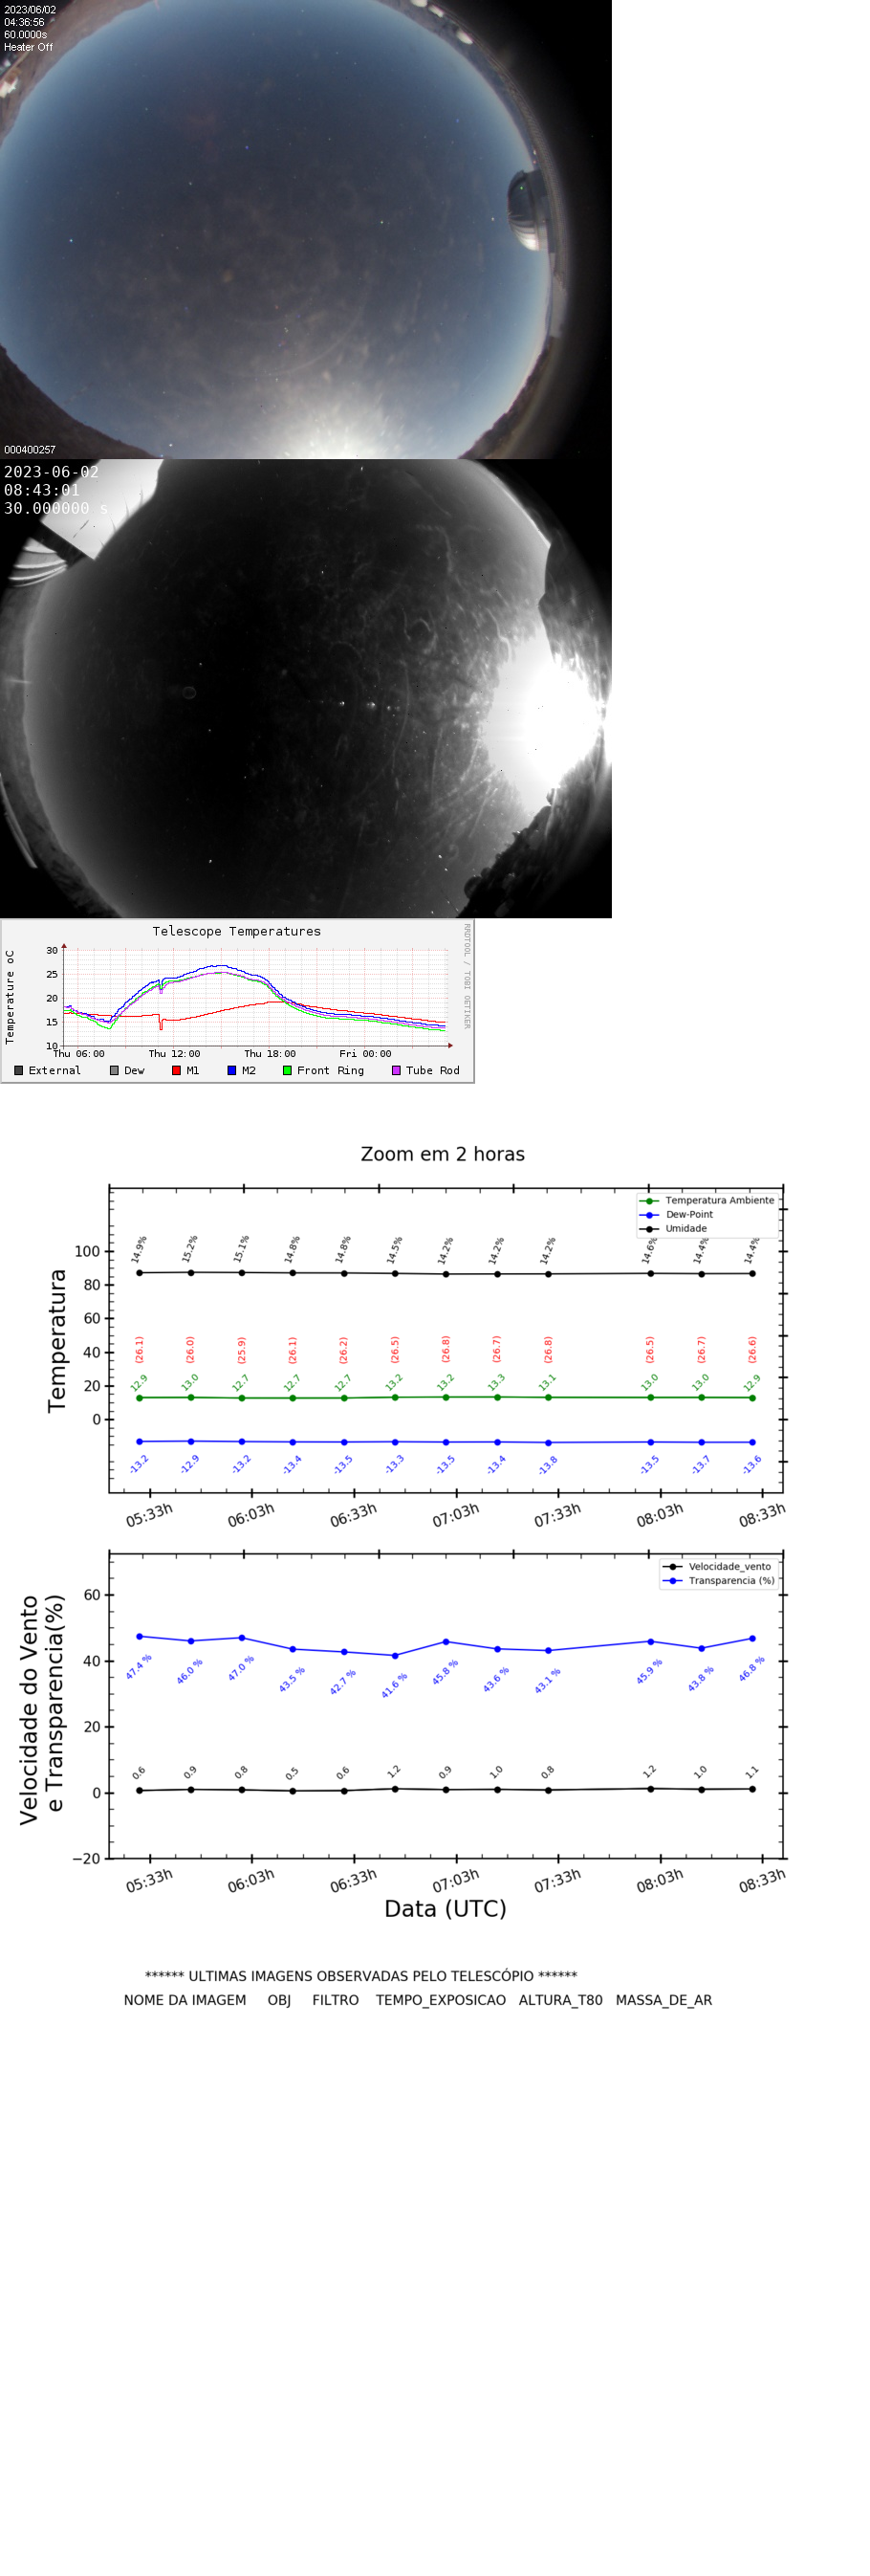 2023/06/02
04:36:56
60.0000s
Heater Off
000400257
2023-06-02
08:43:01
30.000000 s
Telescope Temperatures
RRDTOOL / TOBI OETIKER
Temperature oC
30
25
20
15
10
Thu 06:00 Thu 12:00 Thu 18:00 Fri 00:00
External Dew M1 M2 Front Ring Tube Rod
Zoom em 2 horas
Temperatura Ambiente
Dew-Point
Umidade
Temperatura
100
80
60
40
20
0
14.9% 15.2% 15.1% 14.8% 14.8% 14.5% 14.2% 14.2% 14.2% 14.6% 14.4% 14.4%
(26.1) (26.0) (25.9) (26.1) (26.2) (26.5) (26.8) (26.7) (26.8) (26.5) (26.7) (26.6)
12.9 13.0 12.7 12.7 12.7 13.2 13.2 13.3 13.1 13.0 13.0 12.9
-13.2 -12.9 -13.2 -13.4 -13.5 -13.3 -13.5 -13.4 -13.8 -13.5 -13.7 -13.6
05:33h 06:03h 06:33h 07:03h 07:33h 08:03h 08:33h
Velocidade_vento
Transparencia (%)
Velocidade do Vento
e Transparencia(%)
60
40
20
0
−20
47.4 % 46.0 % 47.0 % 43.5 % 42.7 % 41.6 % 45.8 % 43.6 % 43.1 % 45.9 % 43.8 % 46.8 %
0.6 0.9 0.8 0.5 0.6 1.2 0.9 1.0 0.8 1.2 1.0 1.1
05:33h 06:03h 06:33h 07:03h 07:33h 08:03h 08:33h
Data (UTC)
****** ULTIMAS IMAGENS OBSERVADAS PELO TELESCÓPIO ******
NOME DA IMAGEM OBJ FILTRO TEMPO_EXPOSICAO ALTURA_T80 MASSA_DE_AR